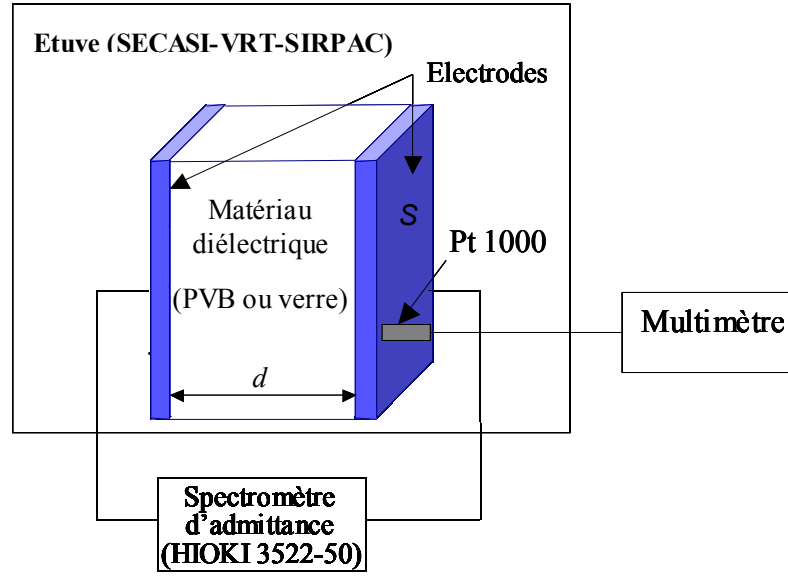 Etuve (SECASI-VRT-SIRPAC)
Electrodes
Matériau
diélectrique
(PVB ou verre)
S
Pt 1000
Multimètre
d
Spectromètre
d'admittance
(HIOKI 3522-50)